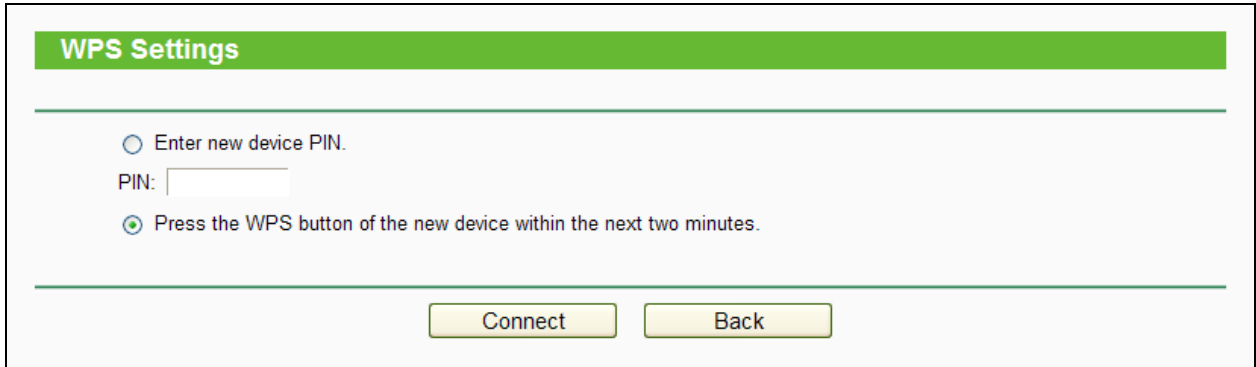 WPS Settings
Enter new device PIN.
PIN:
Press the WPS button of the new device within the next two minutes.
Connect Back